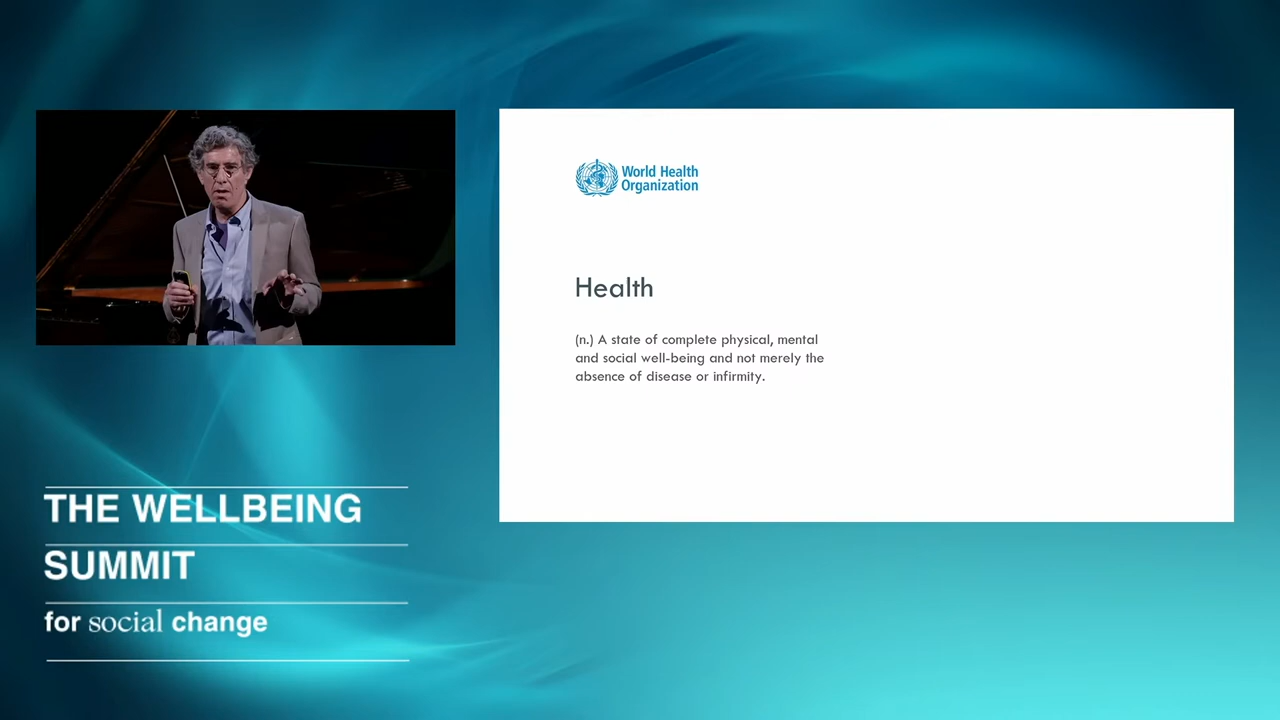 World Health
Organization
Health
(n.) A state of complete physical, mental
and social well-being and not merely the
absence of disease or infirmity.
THE WELLBEING
SUMMIT
for social change